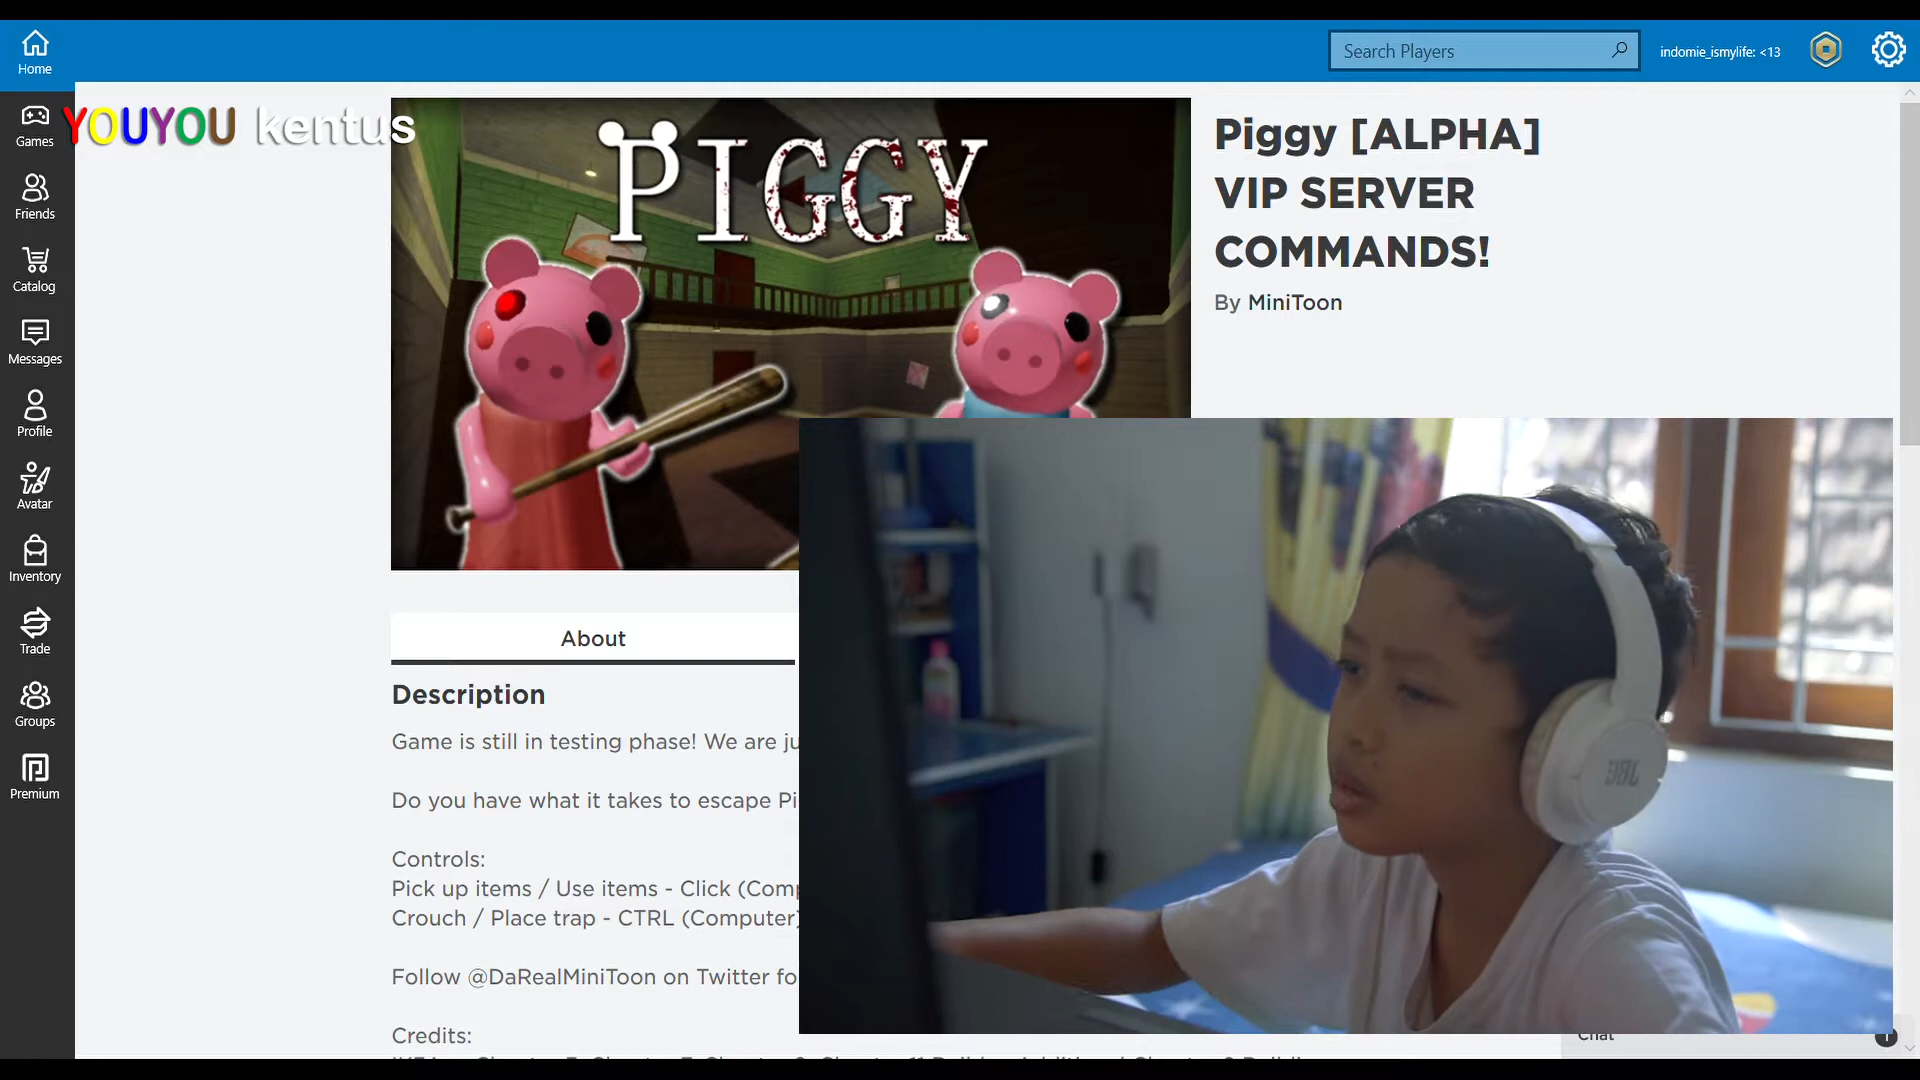 Home
Search Players
indomie_ismylife: <13
Games
Friends
Catalog
Messages
Profile
Avatar
Inventory
Trade
Groups
Premium
YOUYOU kentus
PIGGY
Piggy [ALPHA]
VIP SERVER
COMMANDS!
By MiniToon
About
Description
Game is still in testing phase! We are ju
Do you have what it takes to escape Pi
Controls:
Pick up items / Use items - Click (Comp
Crouch / Place trap - CTRL (Computer)
Follow @DaRealMiniToon on Twitter fo
Credits:
JBL
Chat